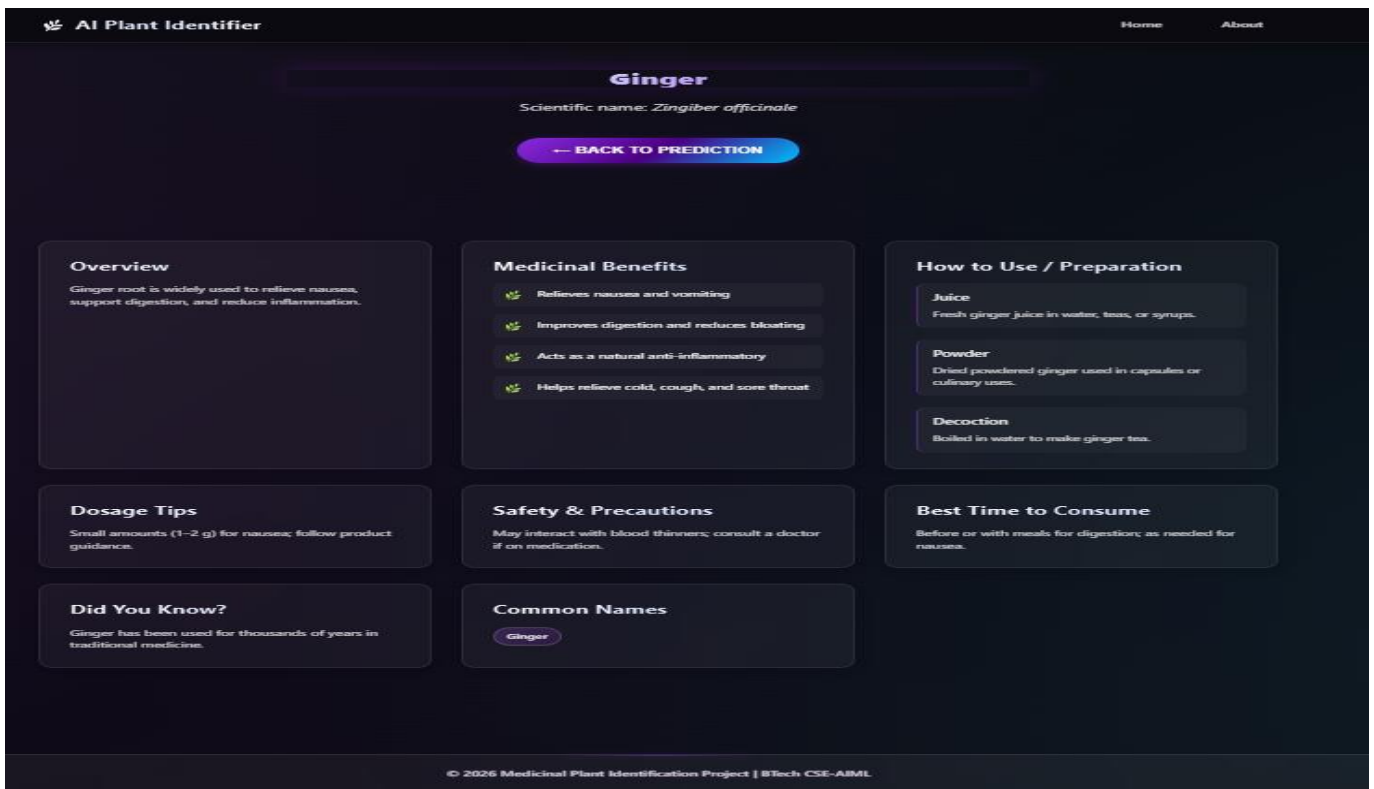 AI Plant Identifier
Home
About
Ginger
Scientific name: Zingiber officinale
← BACK TO PREDICTION
Overview
Ginger root is widely used to relieve nausea,
support digestion, and reduce inflammation.
Medicinal Benefits
Relieves nausea and vomiting
Improves digestion and reduces bloating
Acts as a natural anti-inflammatory
Helps relieve cold, cough, and sore throat
How to Use / Preparation
Juice
Fresh ginger juice in water, teas, or syrups.
Powder
Dried powdered ginger used in capsules or
culinary uses.
Decoction
Boiled in water to make ginger tea.
Dosage Tips
Small amounts (1–2 g) for nausea; follow product
guidance.
Safety & Precautions
May interact with blood thinners; consult a doctor
if on medication.
Best Time to Consume
Before or with meals for digestion; as needed for
nausea.
Did You Know?
Ginger has been used for thousands of years in
traditional medicine.
Common Names
Ginger
© 2026 Medicinal Plant Identification Project | BTech CSE-AIML